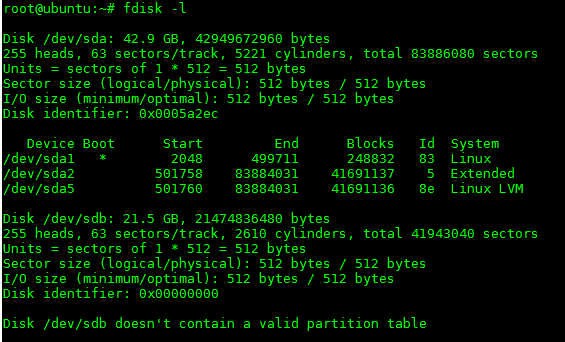 root@ubuntu:~# fdisk -l
Disk /dev/sda: 42.9 GB, 42949672960 bytes
255 heads, 63 sectors/track, 5221 cylinders, total 83886080 sectors
Units = sectors of 1 * 512 = 512 bytes
Sector size (logical/physical): 512 bytes / 512 bytes
I/O size (minimum/optimal): 512 bytes / 512 bytes
Disk identifier: 0x0005a2ec
   Device Boot      Start         End      Blocks   Id  System
/dev/sda1   *        2048      499711      248832   83  Linux
/dev/sda2          501758    83884031    41691137    5  Extended
/dev/sda5          501760    83884031    41691136   8e  Linux LVM
Disk /dev/sdb: 21.5 GB, 21474836480 bytes
255 heads, 63 sectors/track, 2610 cylinders, total 41943040 sectors
Units = sectors of 1 * 512 = 512 bytes
Sector size (logical/physical): 512 bytes / 512 bytes
I/O size (minimum/optimal): 512 bytes / 512 bytes
Disk identifier: 0x00000000
Disk /dev/sdb doesn't contain a valid partition table